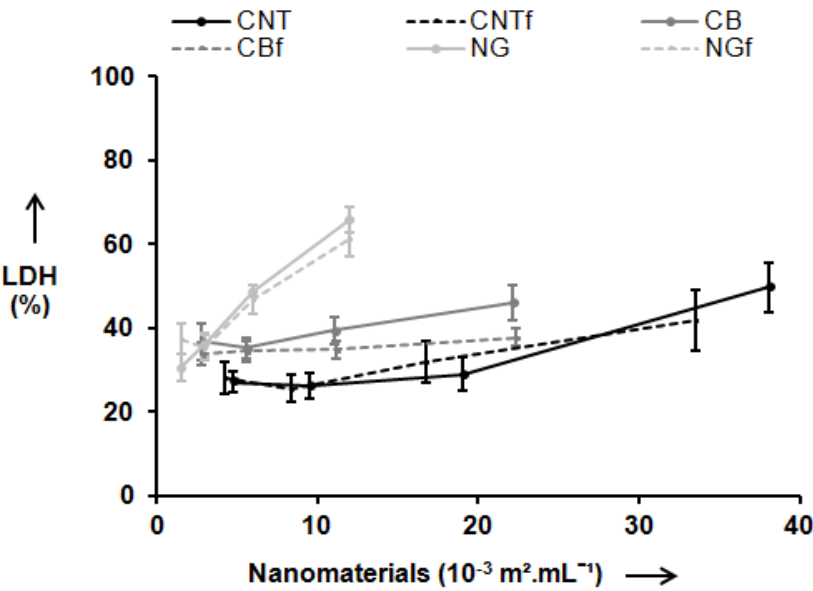 CNT CNTf CB
CBf NG NGf
100
80
60
40
20
0
LDH
(%)
0 10 20 30 40
Nanomaterials (10⁻³ m².mL⁻¹)